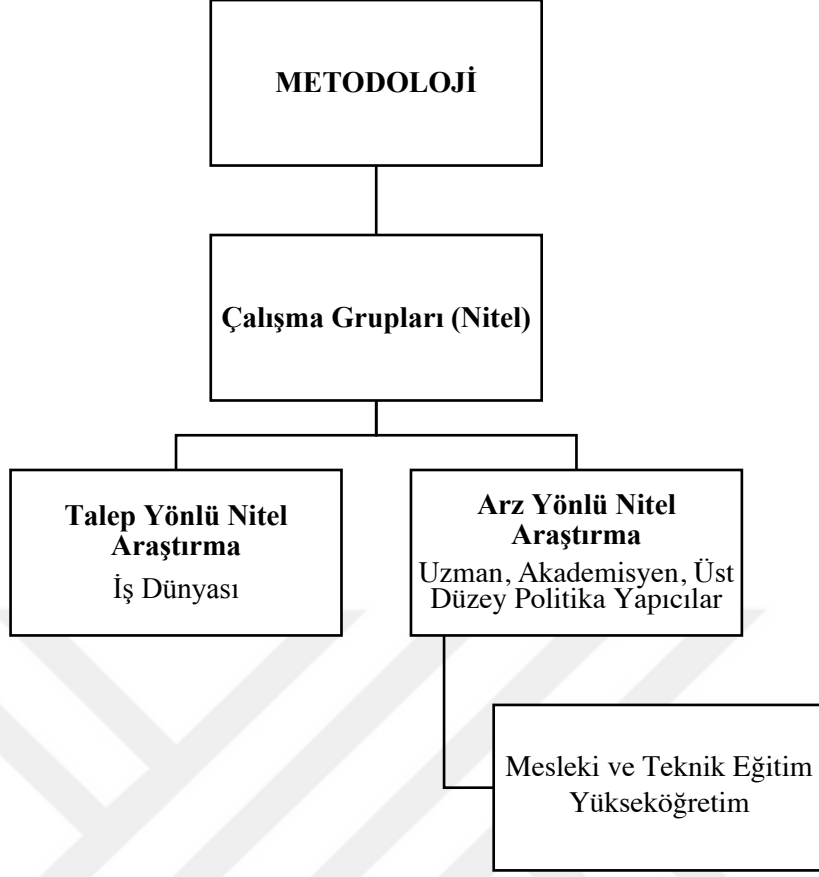 METODOLOJİ
Çalışma Grupları (Nitel)
Talep Yönlü Nitel
Araştırma
İş Dünyası
Arz Yönlü Nitel
Araştırma
Uzman, Akademisyen, Üst
Düzey Politika Yapıcılar
Mesleki ve Teknik Eğitim
Yükseköğretim